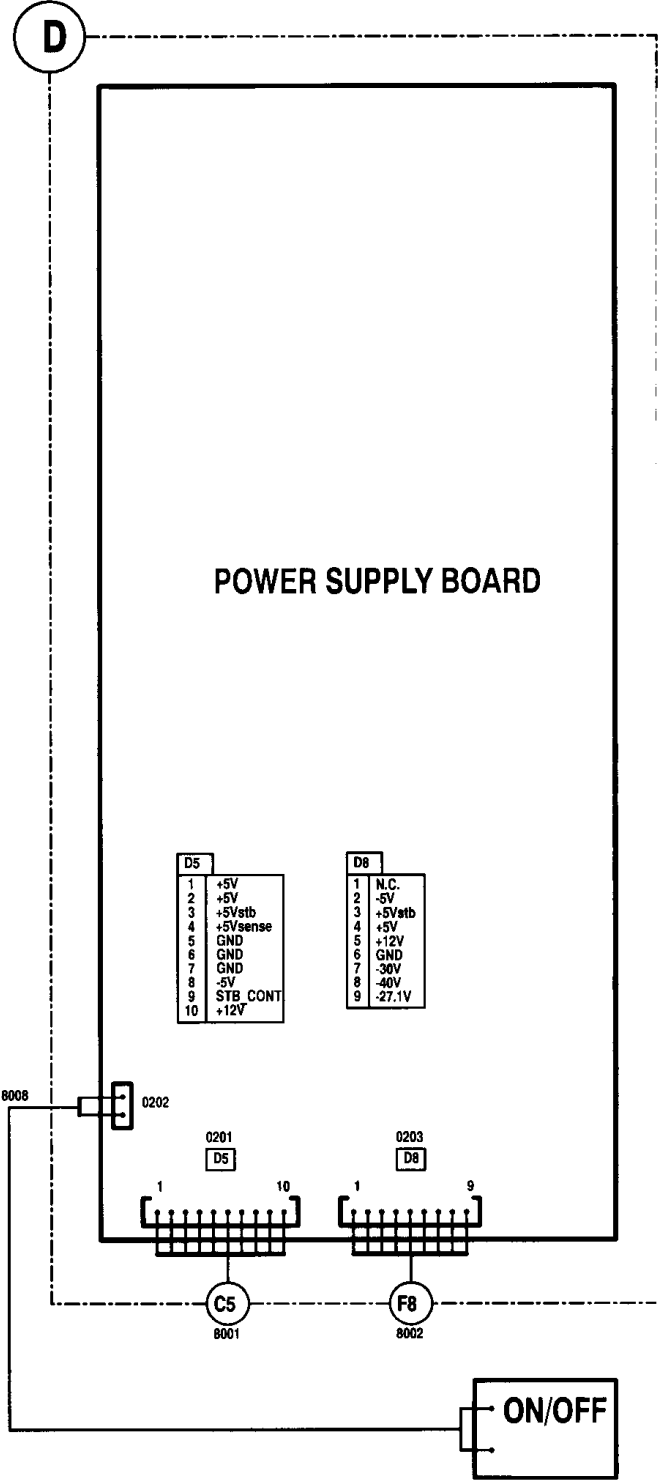 D
POWER SUPPLY BOARD
D5
1 +5V
2 +5V
3 +5Vstb
4 +5Vsense
5 GND
6 GND
7 GND
8 -5V
9 STB_CONT
10 +12V
D8
1 N.C.
2 -5V
3 +5Vstb
4 +5V
5 +12V
6 GND
7 -30V
8 -40V
9 -27.1V
8008
0202
0201
D5
1 10
0203
D8
1 9
C5
8001
F8
8002
ON/OFF